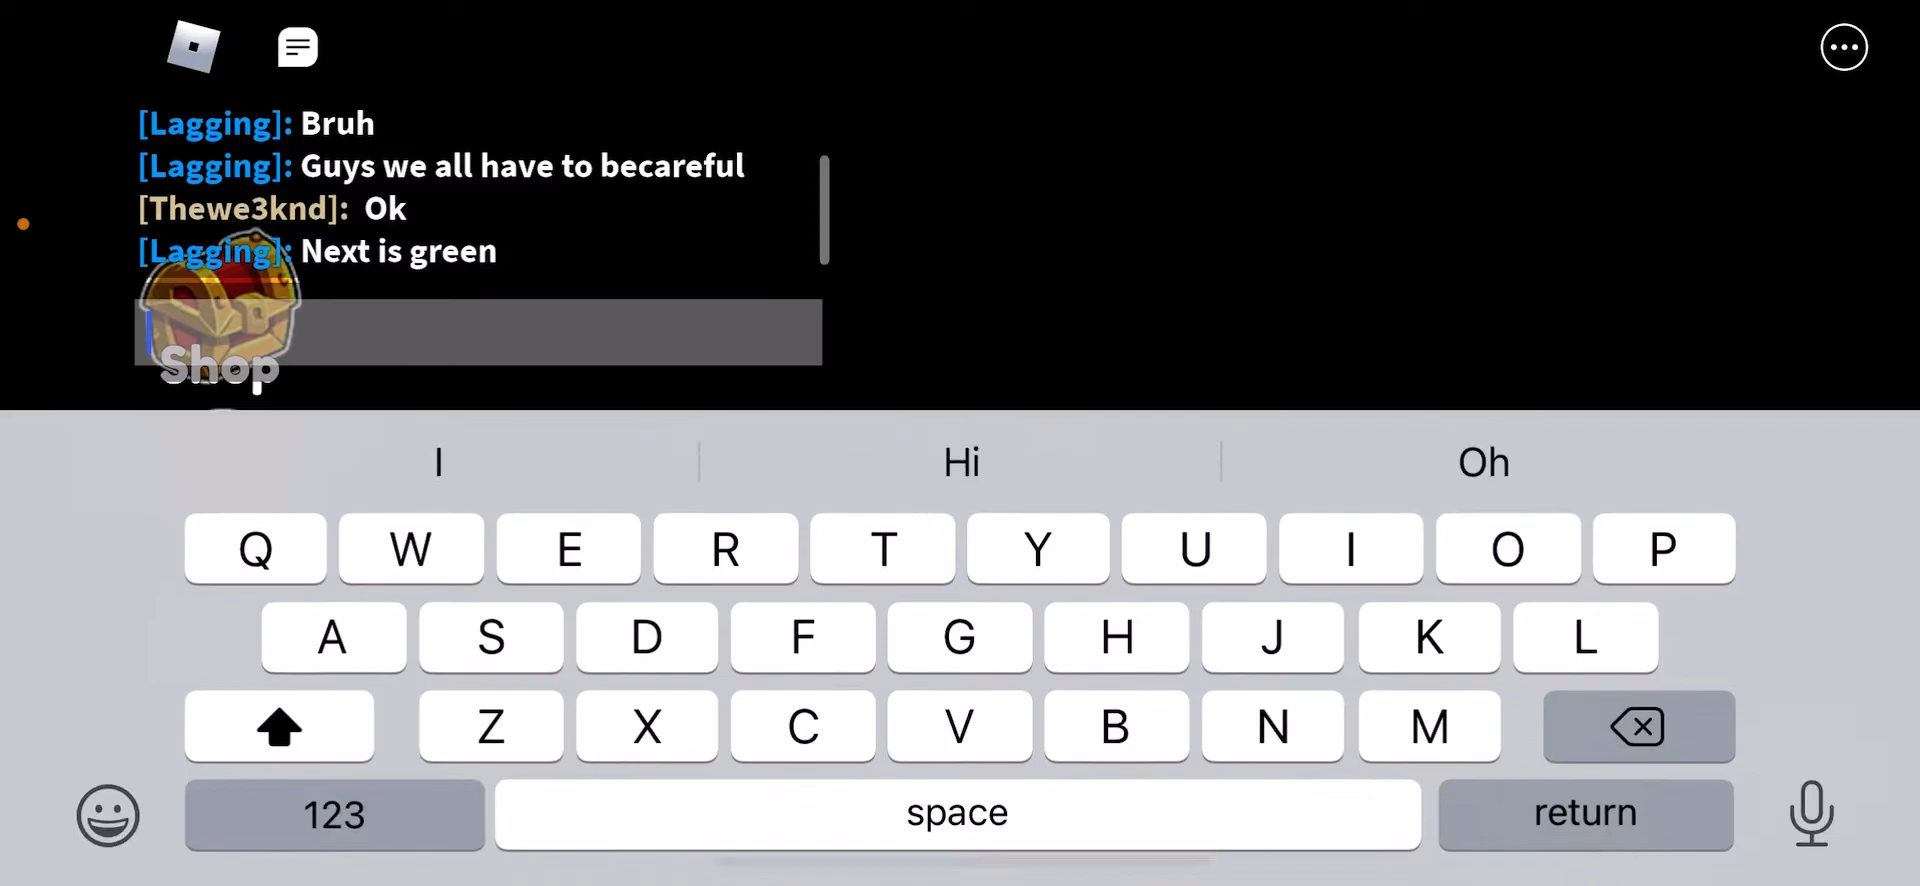 [Lagging]: Bruh
[Lagging]: Guys we all have to becareful
[Thewe3knd]: Ok
[Lagging]: Next is green
Shop
I Hi Oh
Q W E R T Y U I O P
A S D F G H J K L
Z X C V B N M
123 space return